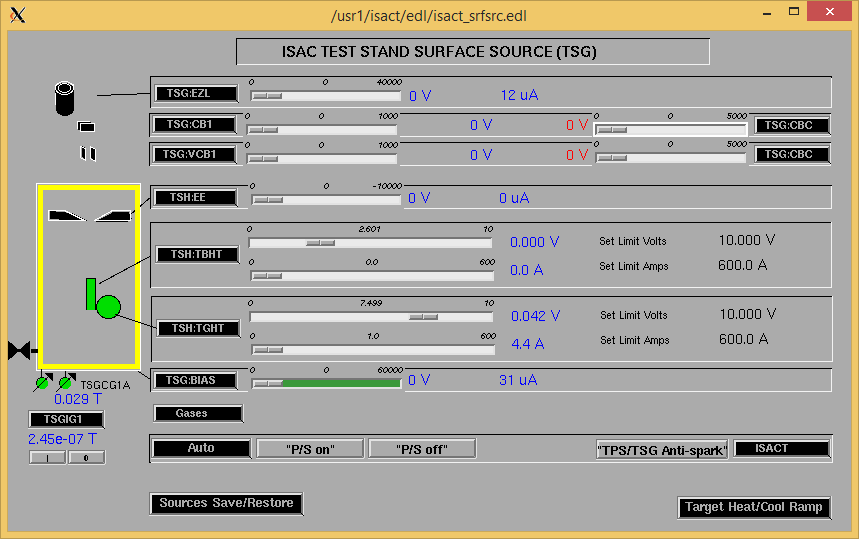 /usr1/isact/edl/isact_srfsrc.edl
ISAC TEST STAND SURFACE SOURCE (TSG)
TSG:EZL 0 0 40000 0 V 12 uA
TSG:CB1 0 0 1000 0 V 0 V 0 0 5000 TSG:CBC
TSG:VCB1 0 0 1000 0 V 0 V 0 0 5000 TSG:CBC
TSH:EE 0 0 -10000 0 V 0 uA
TSH:TBHT
0 2.601 10 0.000 V Set Limit Volts 10.000 V
0 0.0 600 0.0 A Set Limit Amps 600.0 A
TSH:TGHT
0 7.499 10 0.042 V Set Limit Volts 10.000 V
0 1.0 600 4.4 A Set Limit Amps 600.0 A
TSG:BIAS 0 0 60000 0 V 31 uA
TSGCG1A
0.029 T
TSGIG1
2.45e-07 T
I 0
Gases
Auto "P/S on" "P/S off" "TPS/TSG Anti-spark" ISACT
Sources Save/Restore
Target Heat/Cool Ramp